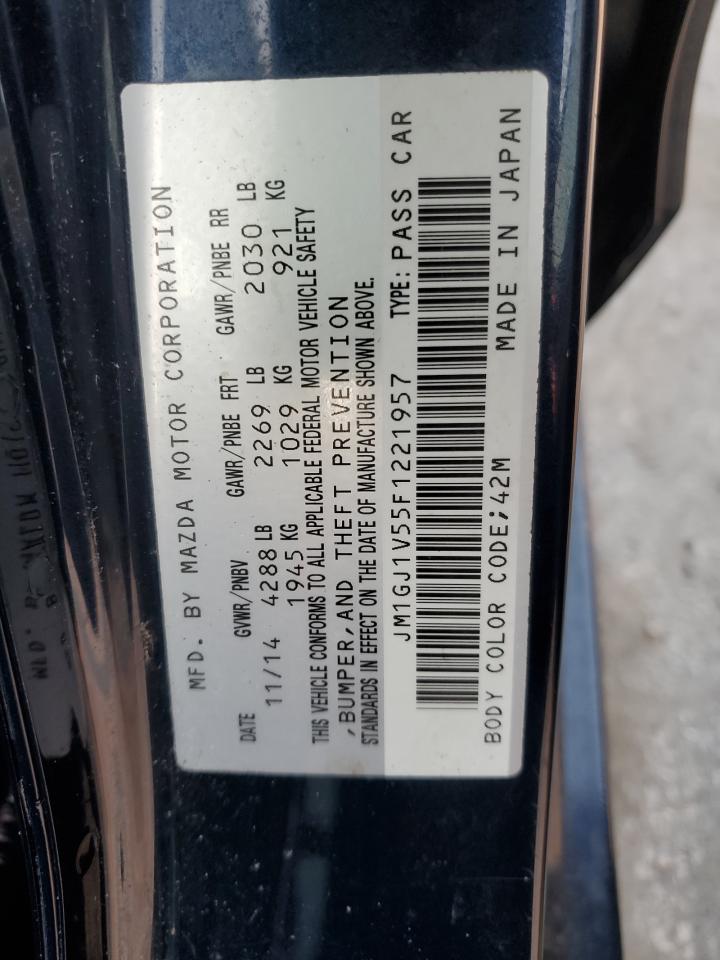 MFD. BY MAZDA MOTOR CORPORATION
DATE GVWR/PNBV GAWR/PNBE FRT GAWR/PNBE RR
11/14 4288 LB 2269 LB 2030 LB
1945 KG 1029 KG 921 KG
THIS VEHICLE CONFORMS TO ALL APPLICABLE FEDERAL MOTOR VEHICLE SAFETY
,BUMPER,AND THEFT PREVENTION
STANDARDS IN EFFECT ON THE DATE OF MANUFACTURE SHOWN ABOVE.
JM1GJ1V55F1221957 TYPE: PASS CAR
BODY COLOR CODE;42M MADE IN JAPAN